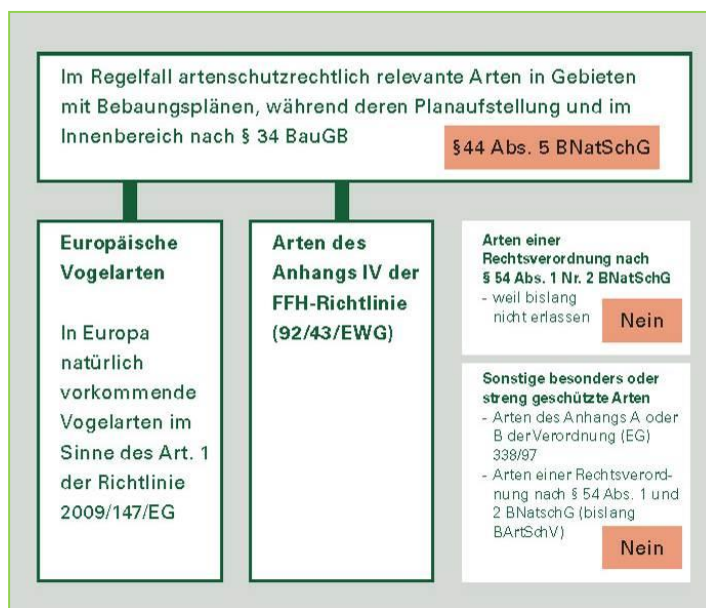 Im Regelfall artenschutzrechtlich relevante Arten in Gebieten
mit Bebaungsplänen, während deren Planaufstellung und im
Innenbereich nach § 34 BauGB
§44 Abs. 5 BNatSchG
Europäische
Vogelarten
In Europa
natürlich
vorkommende
Vogelarten im
Sinne des Art. 1
der Richtlinie
2009/147/EG
Arten des
Anhangs IV der
FFH-Richtlinie
(92/43/EWG)
Arten einer
Rechtsverordnung nach
§ 54 Abs. 1 Nr. 2 BNatSchG
- weil bislang
nicht erlassen
Nein
Sonstige besonders oder
streng geschützte Arten
- Arten des Anhangs A oder
B der Verordnung (EG)
338/97
- Arten einer Rechtsverord-
nung nach § 54 Abs. 1 und
2 BNatschG (bislang
BArtSchV)
Nein